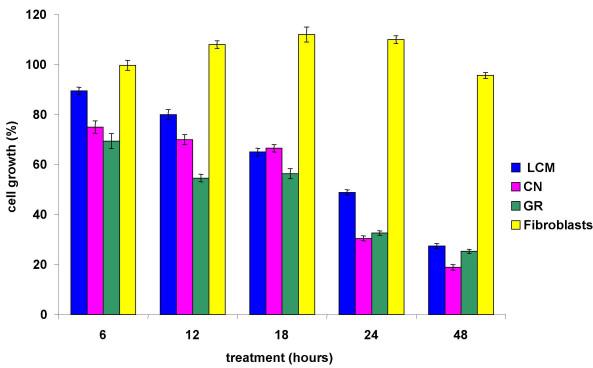 120
100
80
60
40
20
0
cell growth (%)
6 12 18 24 48
treatment (hours)
LCM
CN
GR
Fibroblasts